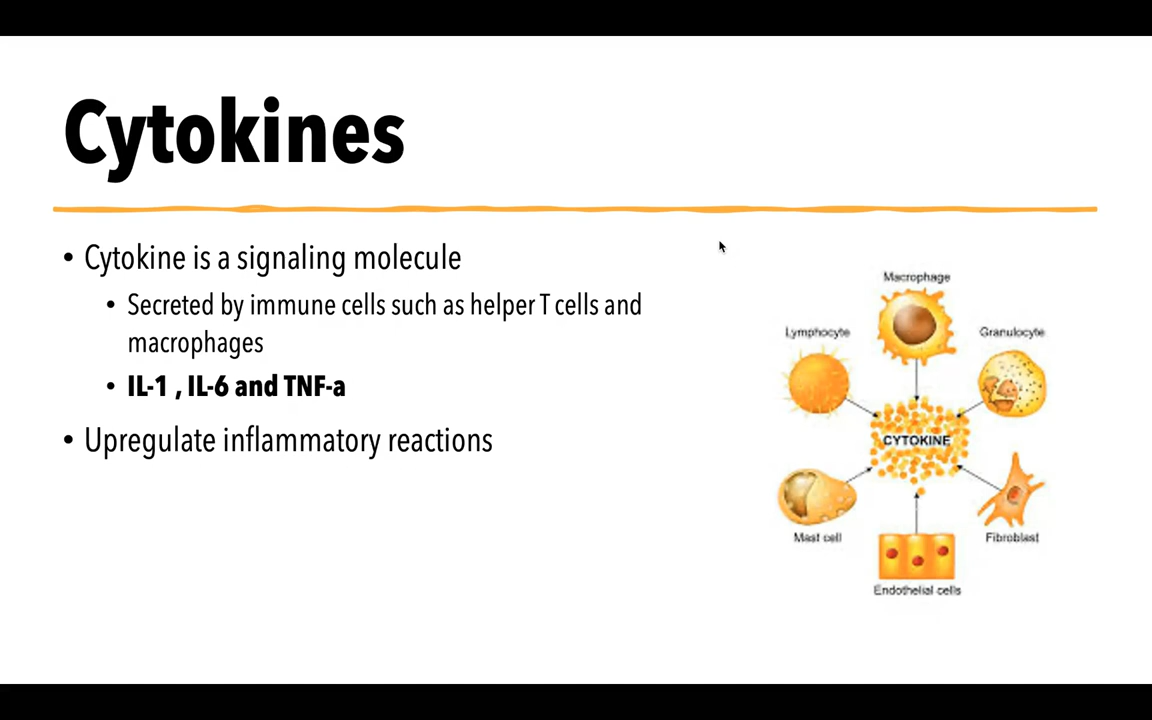 Cytokines
• Cytokine is a signaling molecule
• Secreted by immune cells such as helper T cells and
macrophages
• IL-1 , IL-6 and TNF-a
• Upregulate inflammatory reactions
Macrophage
Lymphocyte
Granulocyte
CYTOKINE
Mast cell
Fibroblast
Endothelial cells